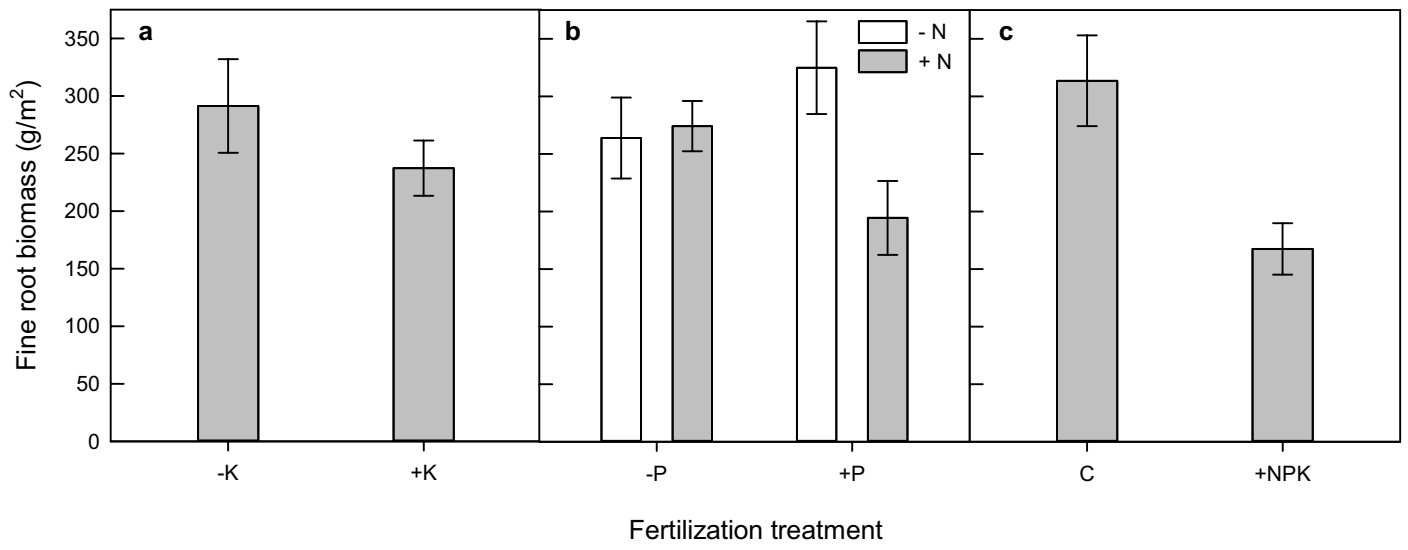 a
b
c
- N
+ N
350
300
250
200
150
100
50
0
Fine root biomass (g/m²)
-K
+K
-P
+P
C
+NPK
Fertilization treatment